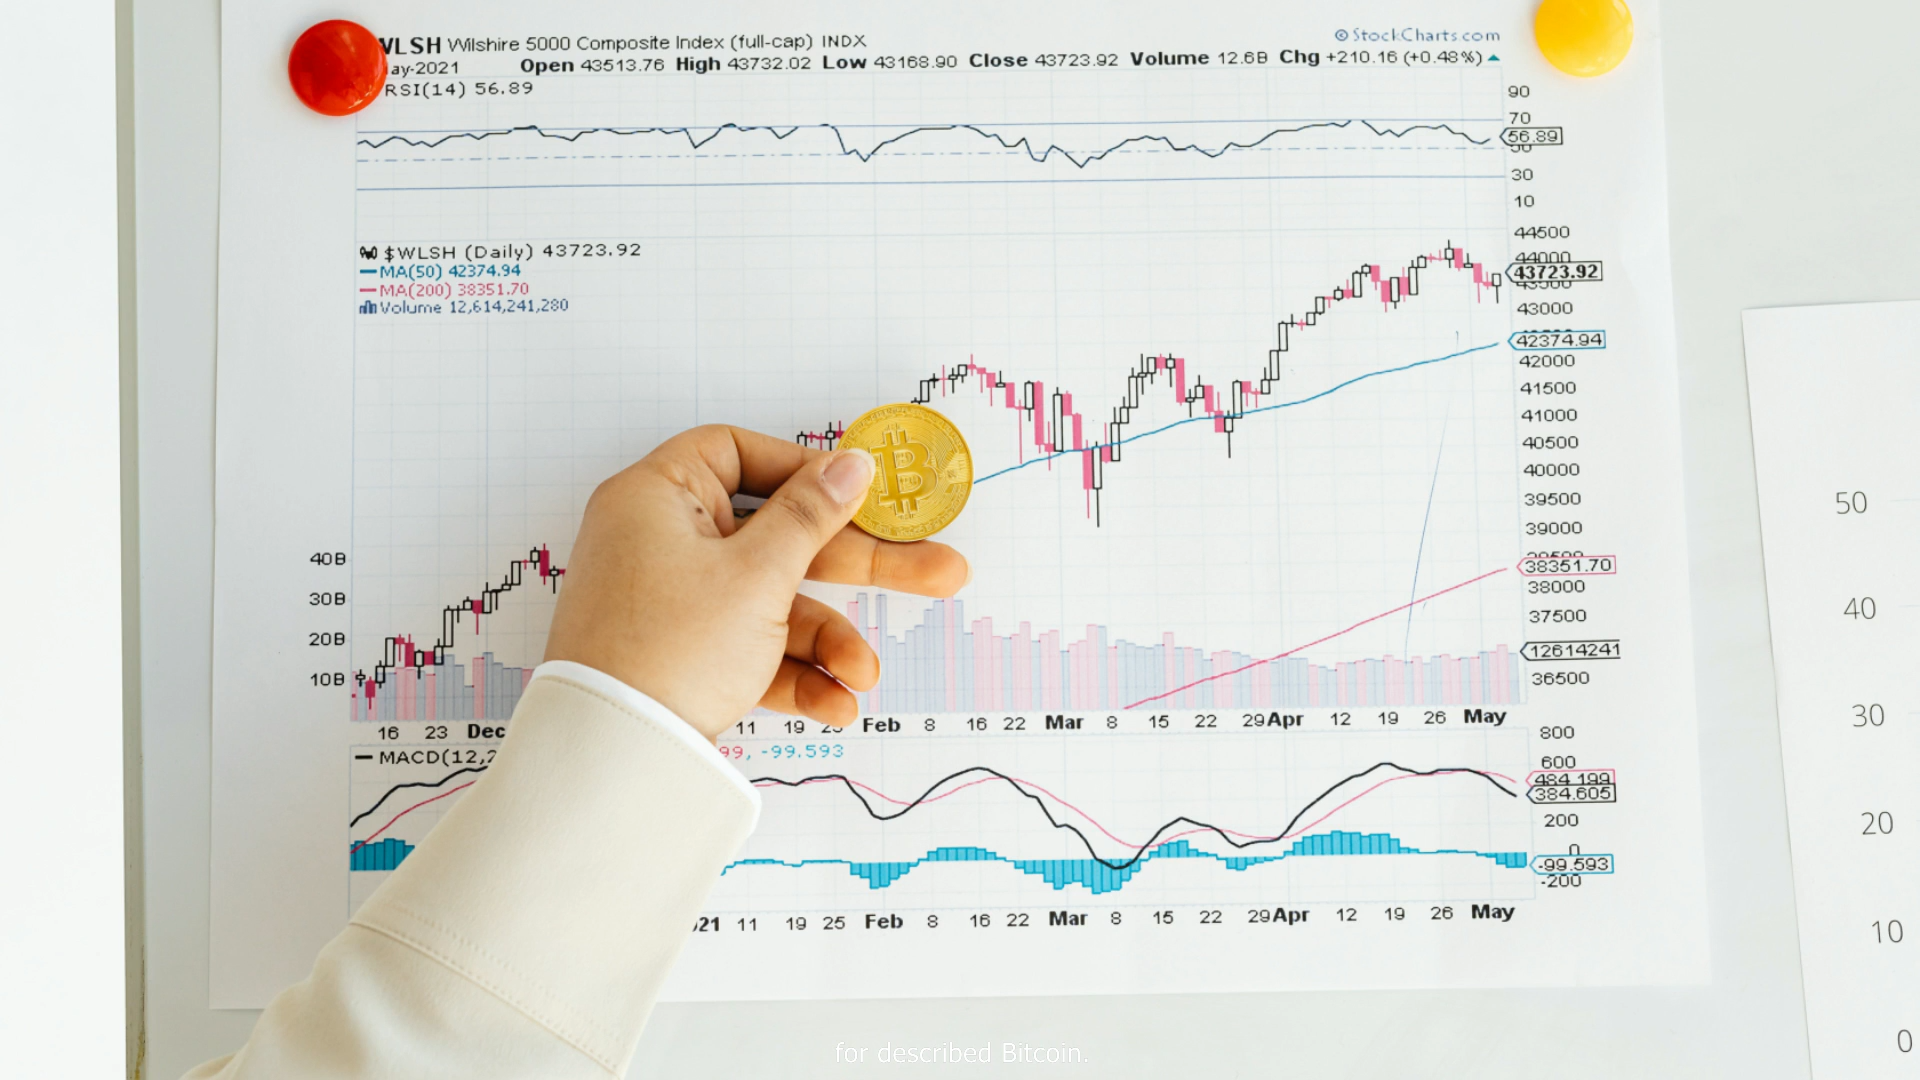 WLSH Wilshire 5000 Composite Index (full-cap) INDX
© StockCharts.com
ay-2021
Open 43513.76 High 43732.02 Low 43168.90 Close 43723.92 Volume 12.6B Chg +210.16 (+0.48%)
RSI(14) 56.89
90
70
56.89
30
10
$WLSH (Daily) 43723.92
MA(50) 42374.94
MA(200) 38351.70
Volume 12,614,241,280
44500
44000
43723.92
43500
43000
42374.94
42000
41500
41000
40500
40000
39500
39000
38351.70
38000
37500
12614241
36500
40B
30B
20B
10B
16 23 Dec 11 19 25 Feb 8 16 22 Mar 8 15 22 29 Apr 12 19 26 May
MACD(12,2
99, -99.593
800
600
484.199
384.605
200
0
-99.593
-200
21 11 19 25 Feb 8 16 22 Mar 8 15 22 29 Apr 12 19 26 May
B
50
40
30
20
10
0
for described Bitcoin.